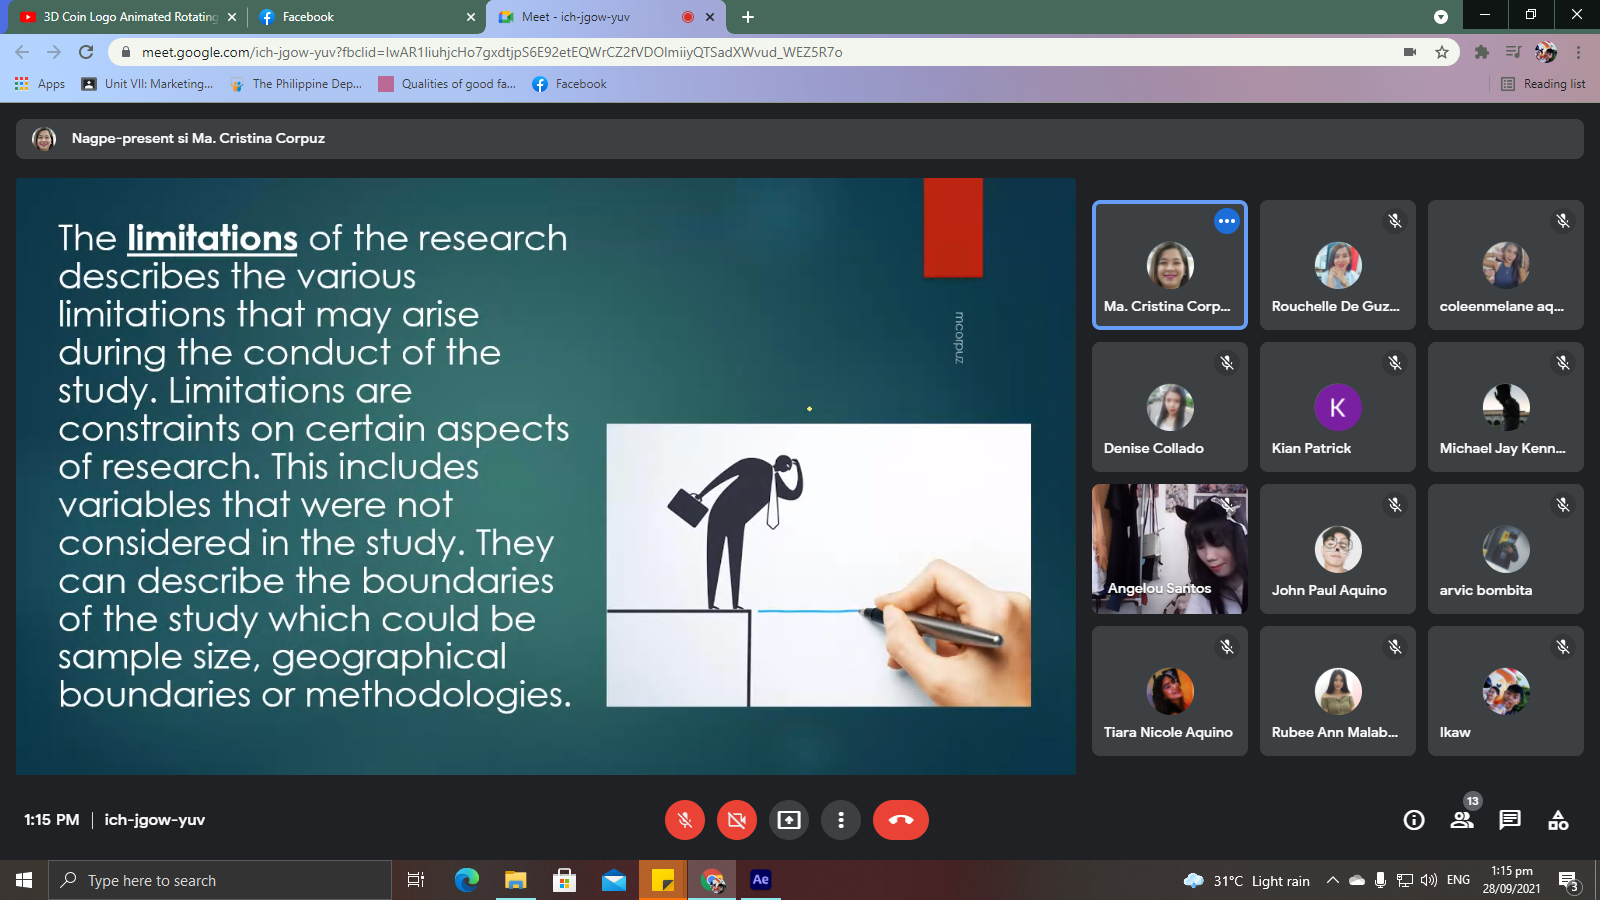 3D Coin Logo Animated Rotating
Facebook
Meet - ich-jgow-yuv
meet.google.com/ich-jgow-yuv?fbclid=IwAR1liuhjcHo7gxdtjpS6E92etEQWrCZ2fVDOlmiiyQTSadXWvud_WEZ5R7o
Apps
Unit VII: Marketing...
The Philippine Dep...
Qualities of good fa...
Facebook
Reading list
Nagpe-present si Ma. Cristina Corpuz
The limitations of the research
describes the various
limitations that may arise
during the conduct of the
study. Limitations are
constraints on certain aspects
of research. This includes
variables that were not
considered in the study. They
can describe the boundaries
of the study which could be
sample size, geographical
boundaries or methodologies.
mcorpuz
Ma. Cristina Corp...
Rouchelle De Guz...
coleenmelane aq...
Denise Collado
K
Kian Patrick
Michael Jay Kenn...
Angelou Santos
John Paul Aquino
arvic bombita
Tiara Nicole Aquino
Rubee Ann Malab...
Ikaw
1:15 PM | ich-jgow-yuv
13
Type here to search
Ae
31°C Light rain
ENG
1:15 pm
28/09/2021
3